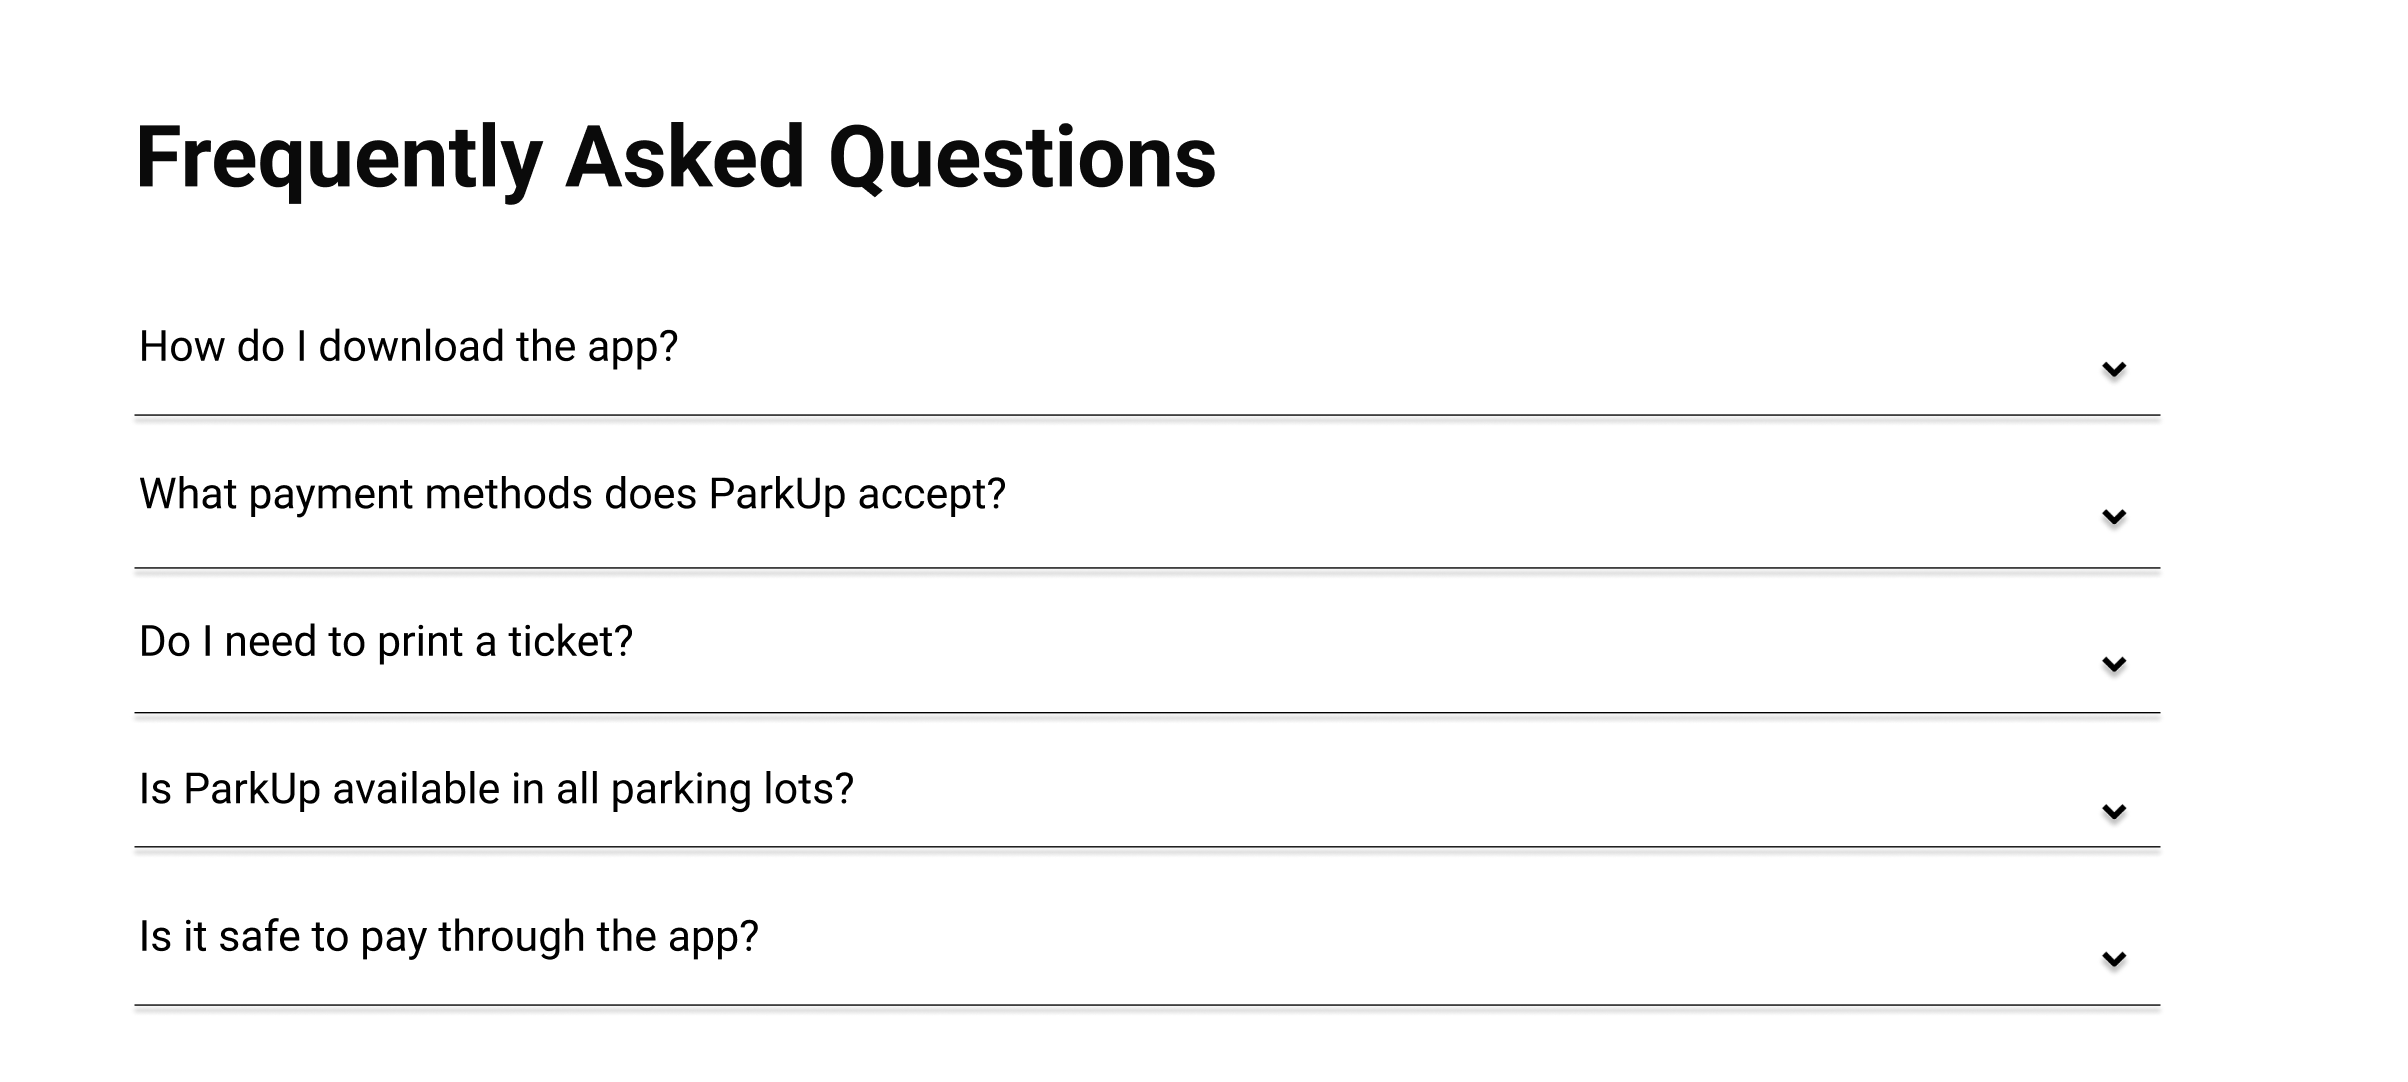 Frequently Asked Questions
How do I download the app?
What payment methods does ParkUp accept?
Do I need to print a ticket?
Is ParkUp available in all parking lots?
Is it safe to pay through the app?